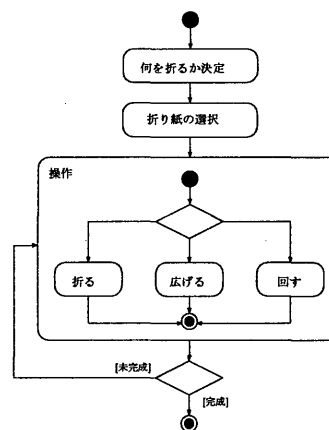 何を折るか決定
折り紙の選択
操作
折る
広げる
回す
[未完成]
[完成]